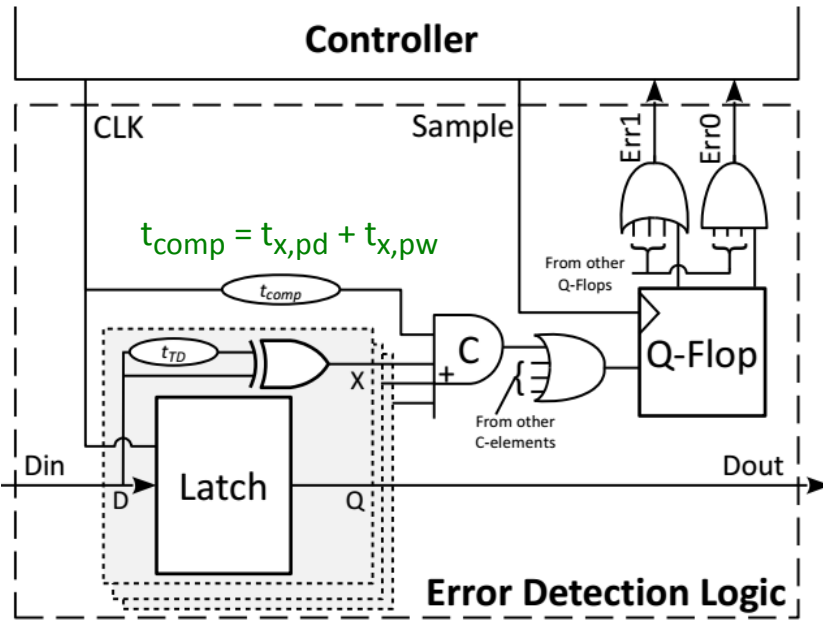 Controller
CLK
Sample
Err1
Err0
t_comp = t_x,pd + t_x,pw
From other
Q-Flops
t_comp
t_TD
X
C
+
Q-Flop
From other
C-elements
Din
D
Latch
Q
Dout
Error Detection Logic